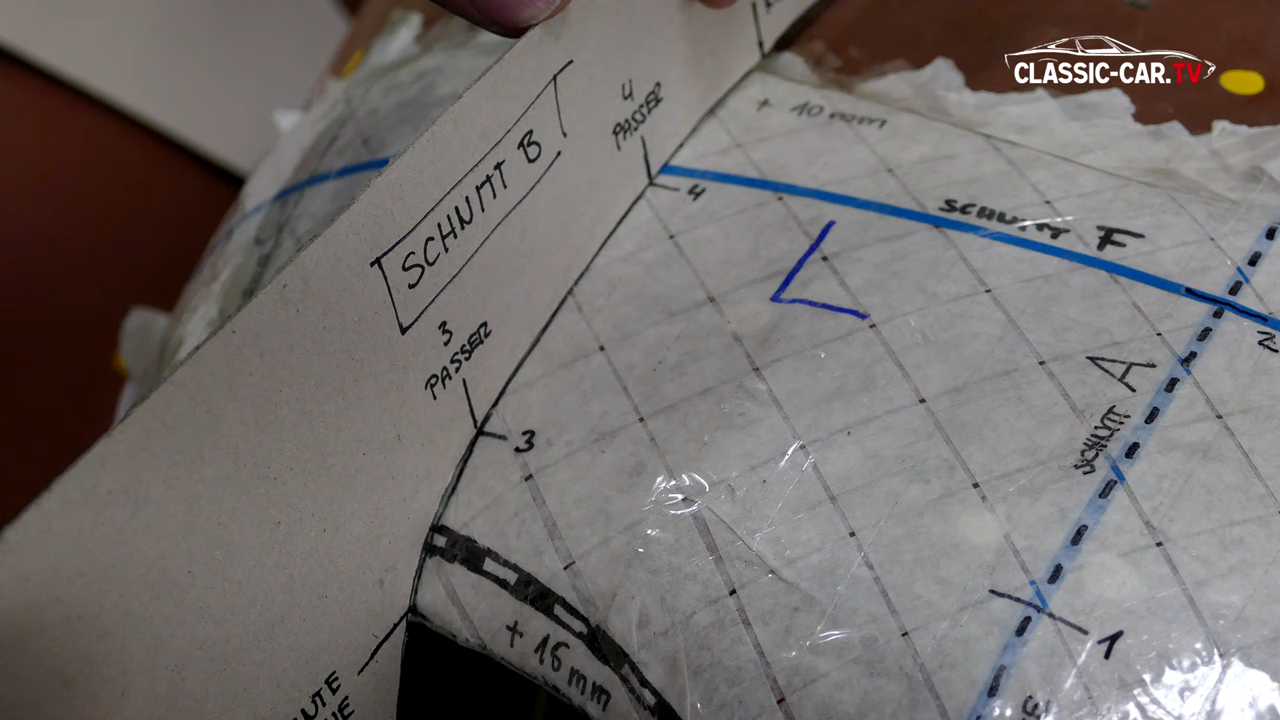 CLASSIC-CAR.TV
+ 10 mm
4
PASSER
4
SCHNITT B
SCHNITT F
3
PASSER
3
2
SCHNITT A
1
+ 16 mm